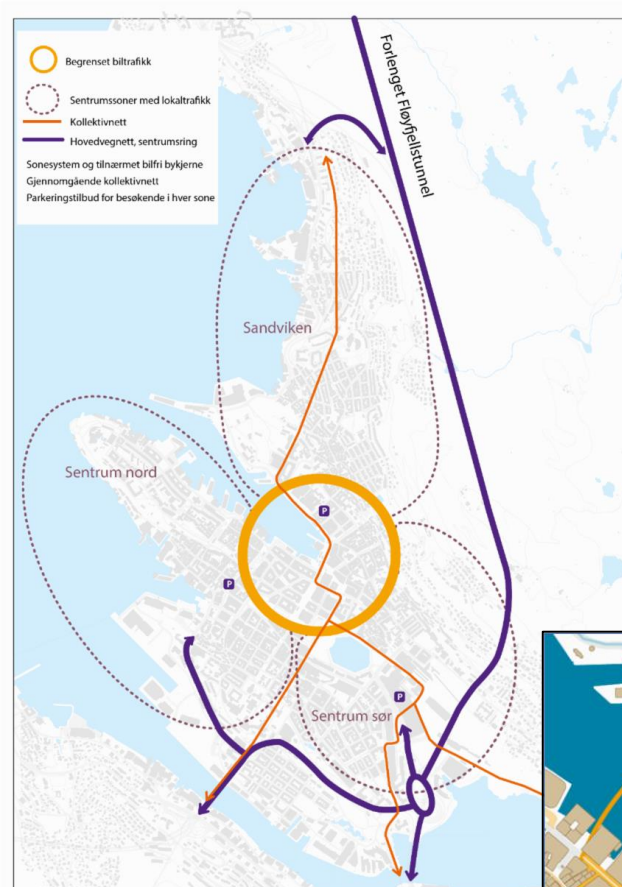 Begrenset biltrafikk
Sentrumssoner med lokaltrafikk
Kollektivnett
Hovedvegnett, sentrumsring
Sonesystem og tilnærmet bilfri bykjerne
Gjennomgående kollektivnett
Parkeringstilbud for besøkende i hver sone
Forlenget Fløyfjellstunnel
Sandviken
Sentrum nord
P
P
P
Sentrum sør